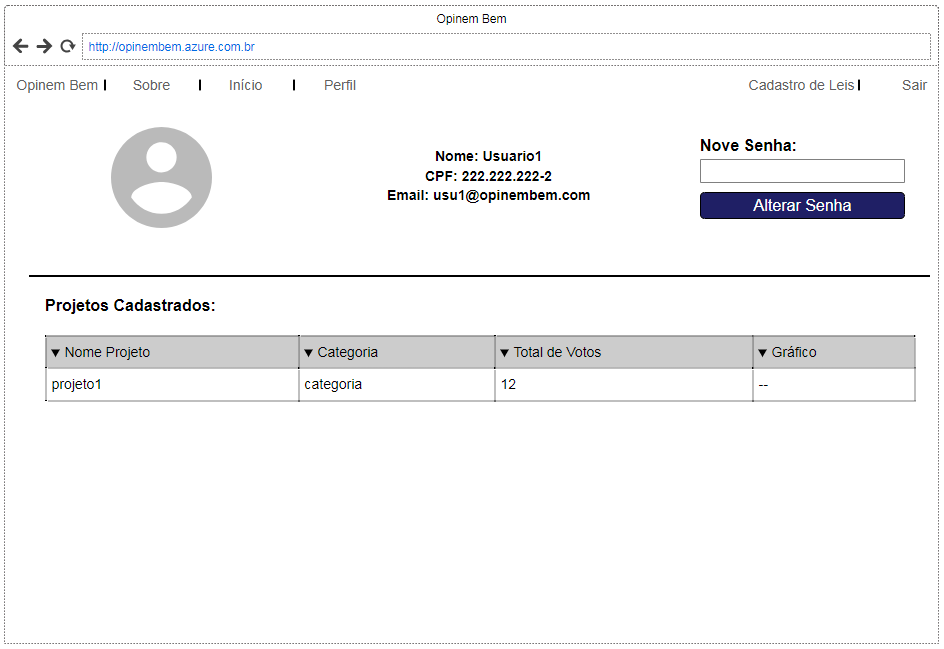 Opinem Bem
http://opinembem.azure.com.br
Opinem Bem Sobre Início Perfil Cadastro de Leis Sair
Nome: Usuario1
CPF: 222.222.222-2
Email: usu1@opinembem.com
Nove Senha:
Alterar Senha
Projetos Cadastrados:
▼ Nome Projeto ▼ Categoria ▼ Total de Votos ▼ Gráfico
projeto1 categoria 12 --